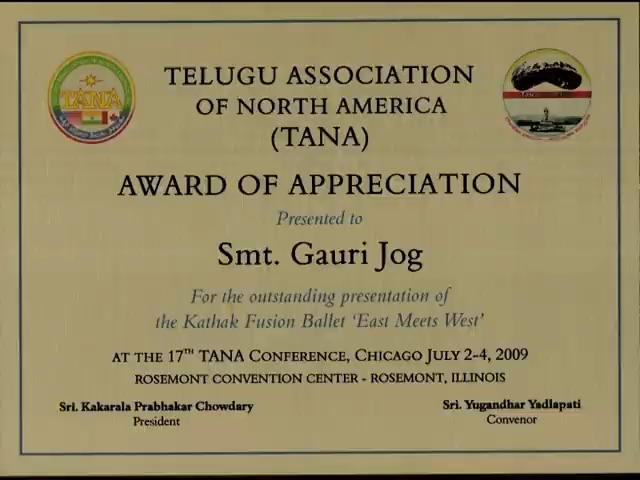 TANA
TELUGU ASSOCIATION
OF NORTH AMERICA
(TANA)
AWARD OF APPRECIATION
Presented to
Smt. Gauri Jog
For the outstanding presentation of
the Kathak Fusion Ballet 'East Meets West'
AT THE 17TH TANA CONFERENCE, CHICAGO JULY 2-4, 2009
ROSEMONT CONVENTION CENTER - ROSEMONT, ILLINOIS
Sri. Kakarala Prabhakar Chowdary Sri. Yugandhar Yadlapati
President Convenor